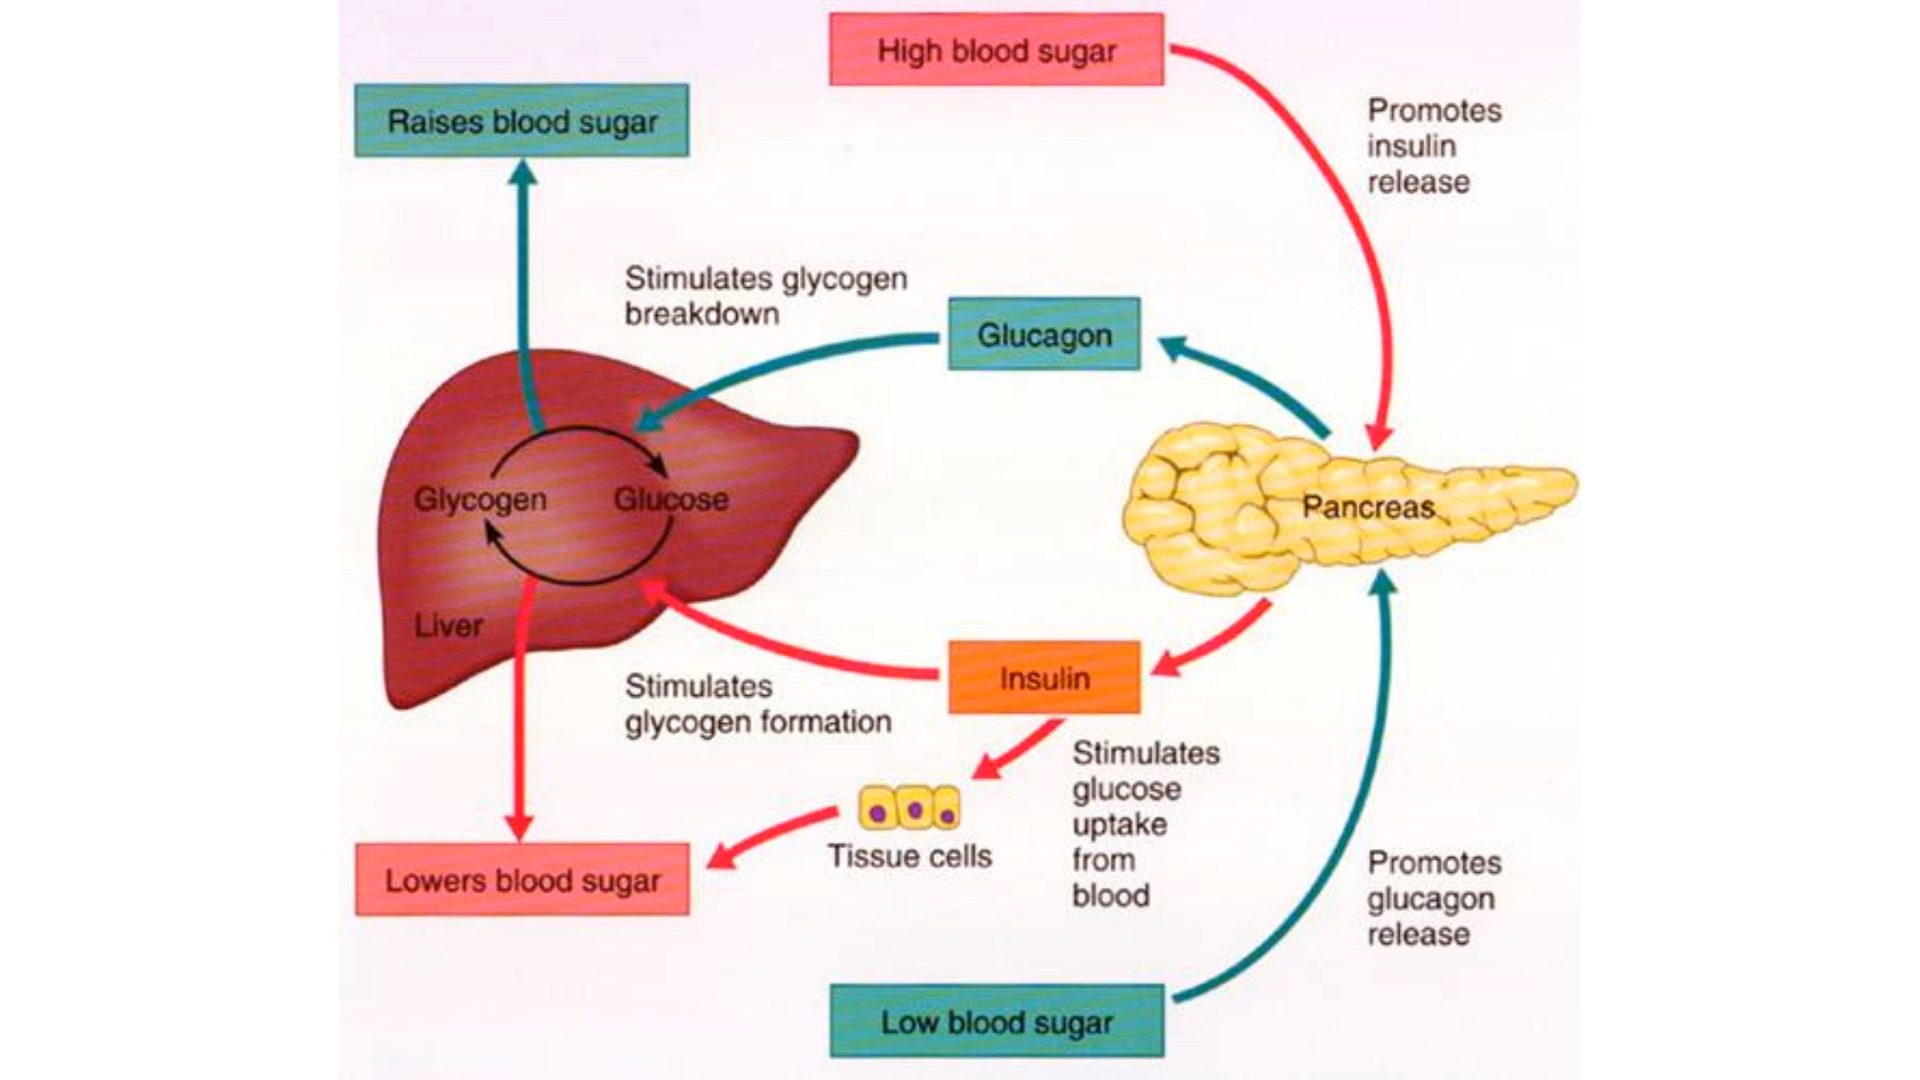 High blood sugar
Raises blood sugar
Promotes
insulin
release
Stimulates glycogen
breakdown
Glucagon
Glycogen
Glucose
Pancreas
Liver
Insulin
Stimulates
glycogen formation
Stimulates
glucose
uptake
from
blood
Tissue cells
Lowers blood sugar
Promotes
glucagon
release
Low blood sugar